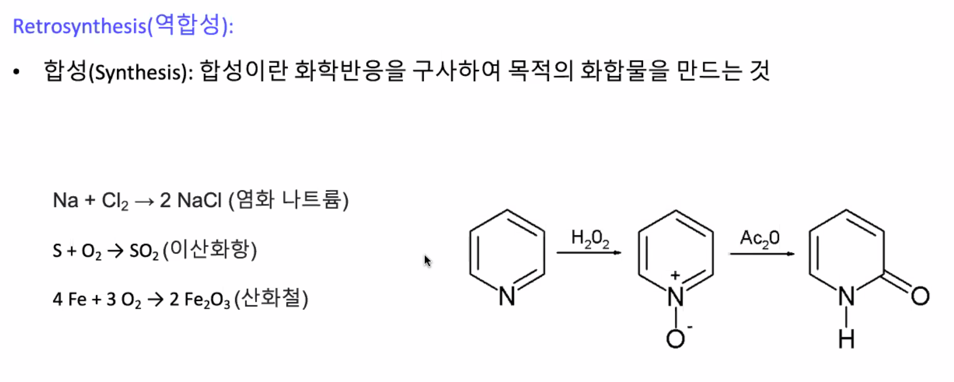 Retrosynthesis(역합성):
• 합성(Synthesis): 합성이란 화학반응을 구사하여 목적의 화합물을 만드는 것
Na + Cl₂ → 2 NaCl (염화 나트륨)
S + O₂ → SO₂ (이산화항)
4 Fe + 3 O₂ → 2 Fe₂O₃ (산화철)
H₂O₂
Ac₂O
N
N⁺
O⁻
N
H
O